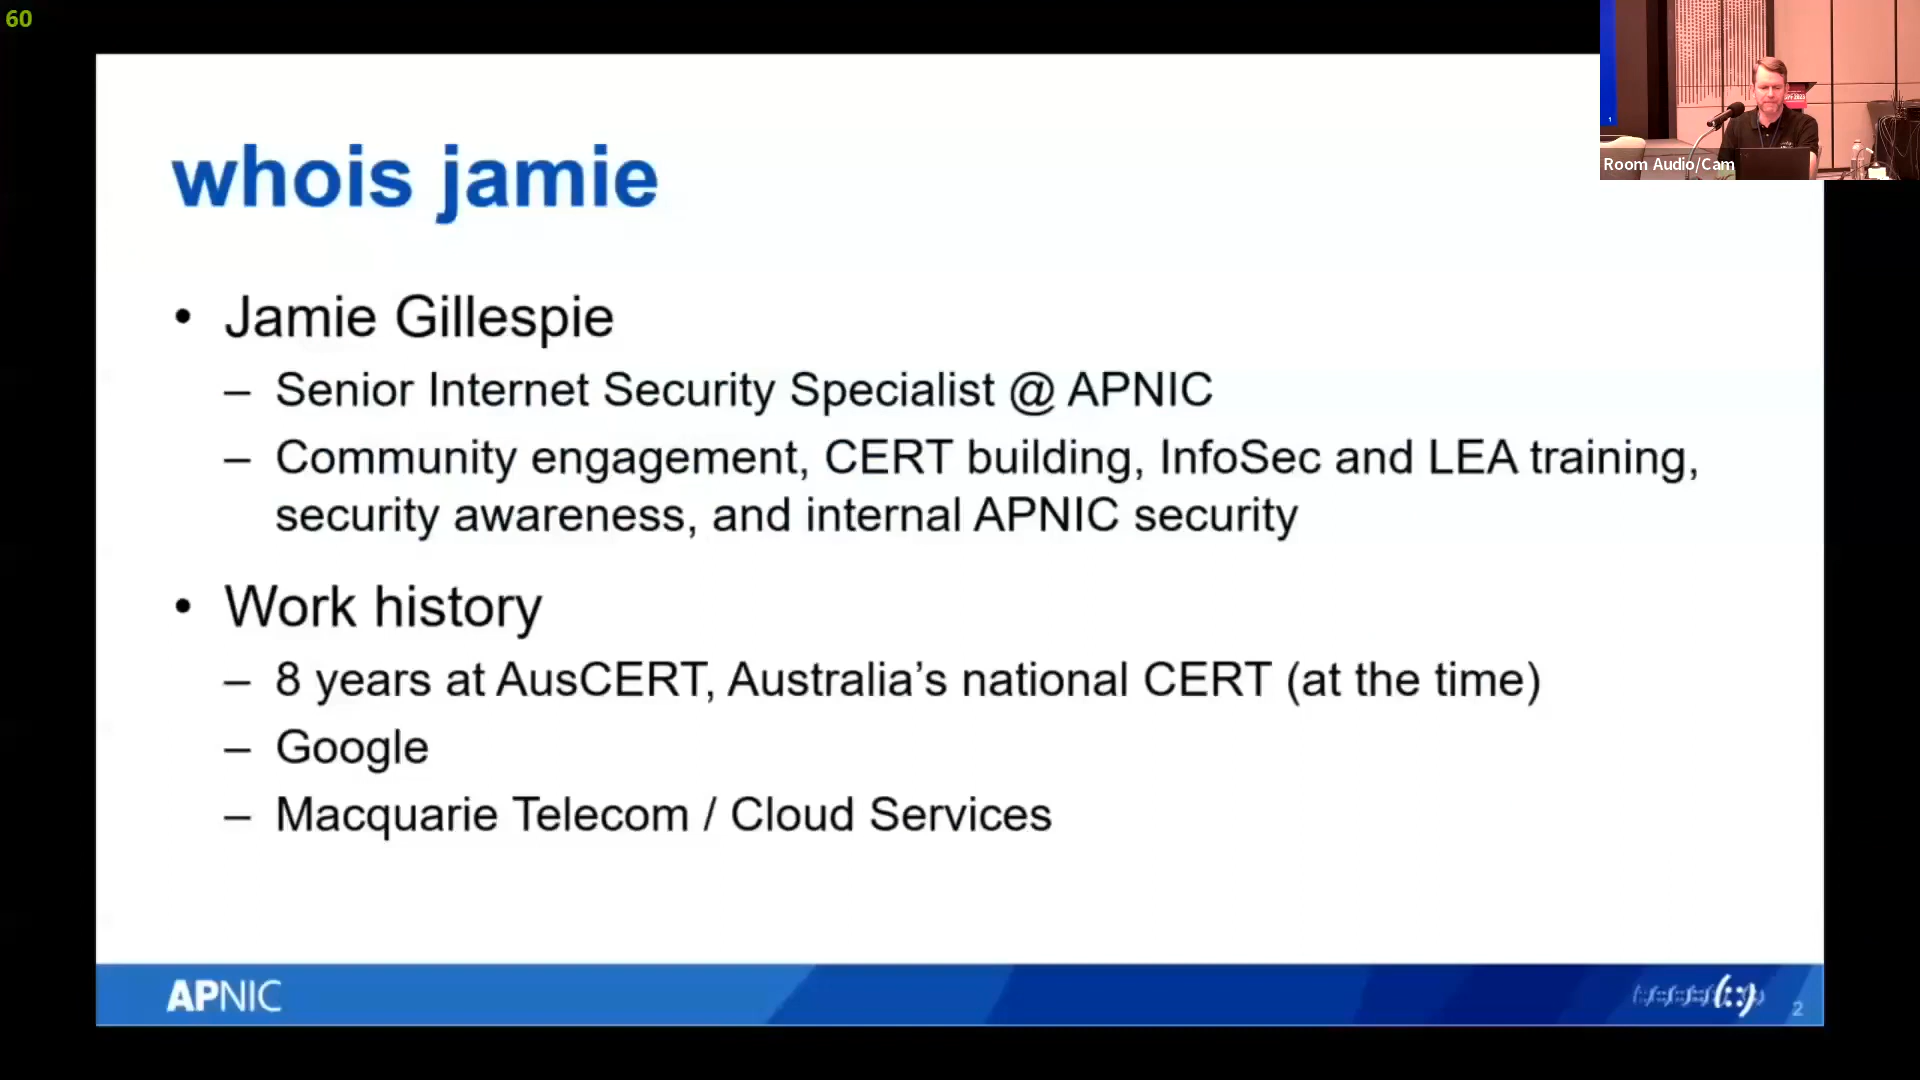 60
whois jamie
• Jamie Gillespie
– Senior Internet Security Specialist @ APNIC
– Community engagement, CERT building, InfoSec and LEA training,
security awareness, and internal APNIC security
• Work history
– 8 years at AusCERT, Australia’s national CERT (at the time)
– Google
– Macquarie Telecom / Cloud Services
APNIC
2
Room Audio/Cam
1